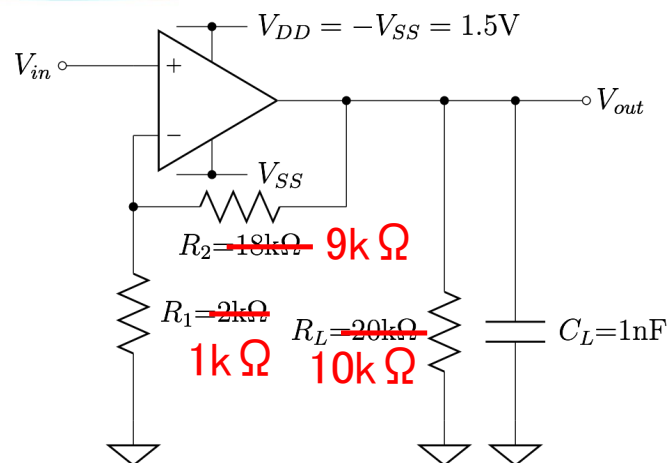 V_DD = −V_SS = 1.5V
V_in
+
−
V_out
V_SS
R_2=18kΩ 9kΩ
R_1=2kΩ
1kΩ
R_L=20kΩ
10kΩ
C_L=1nF